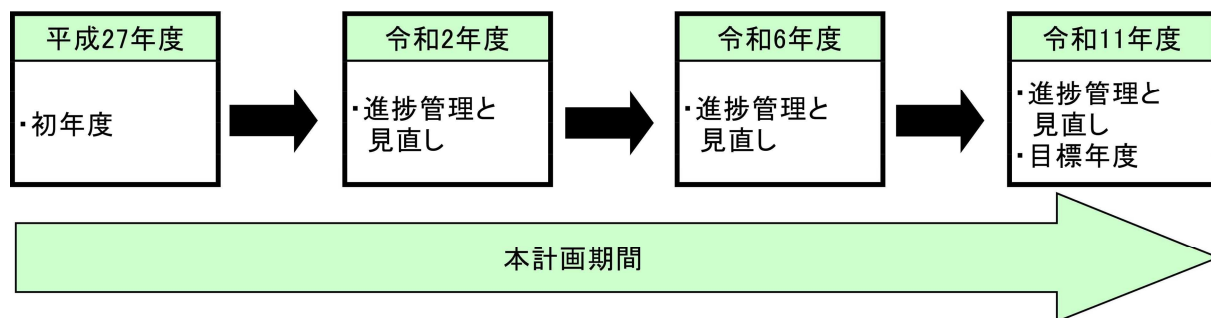 平成27年度
・初年度
令和2年度
・進捗管理と
見直し
令和6年度
・進捗管理と
見直し
令和11年度
・進捗管理と
見直し
・目標年度
本計画期間